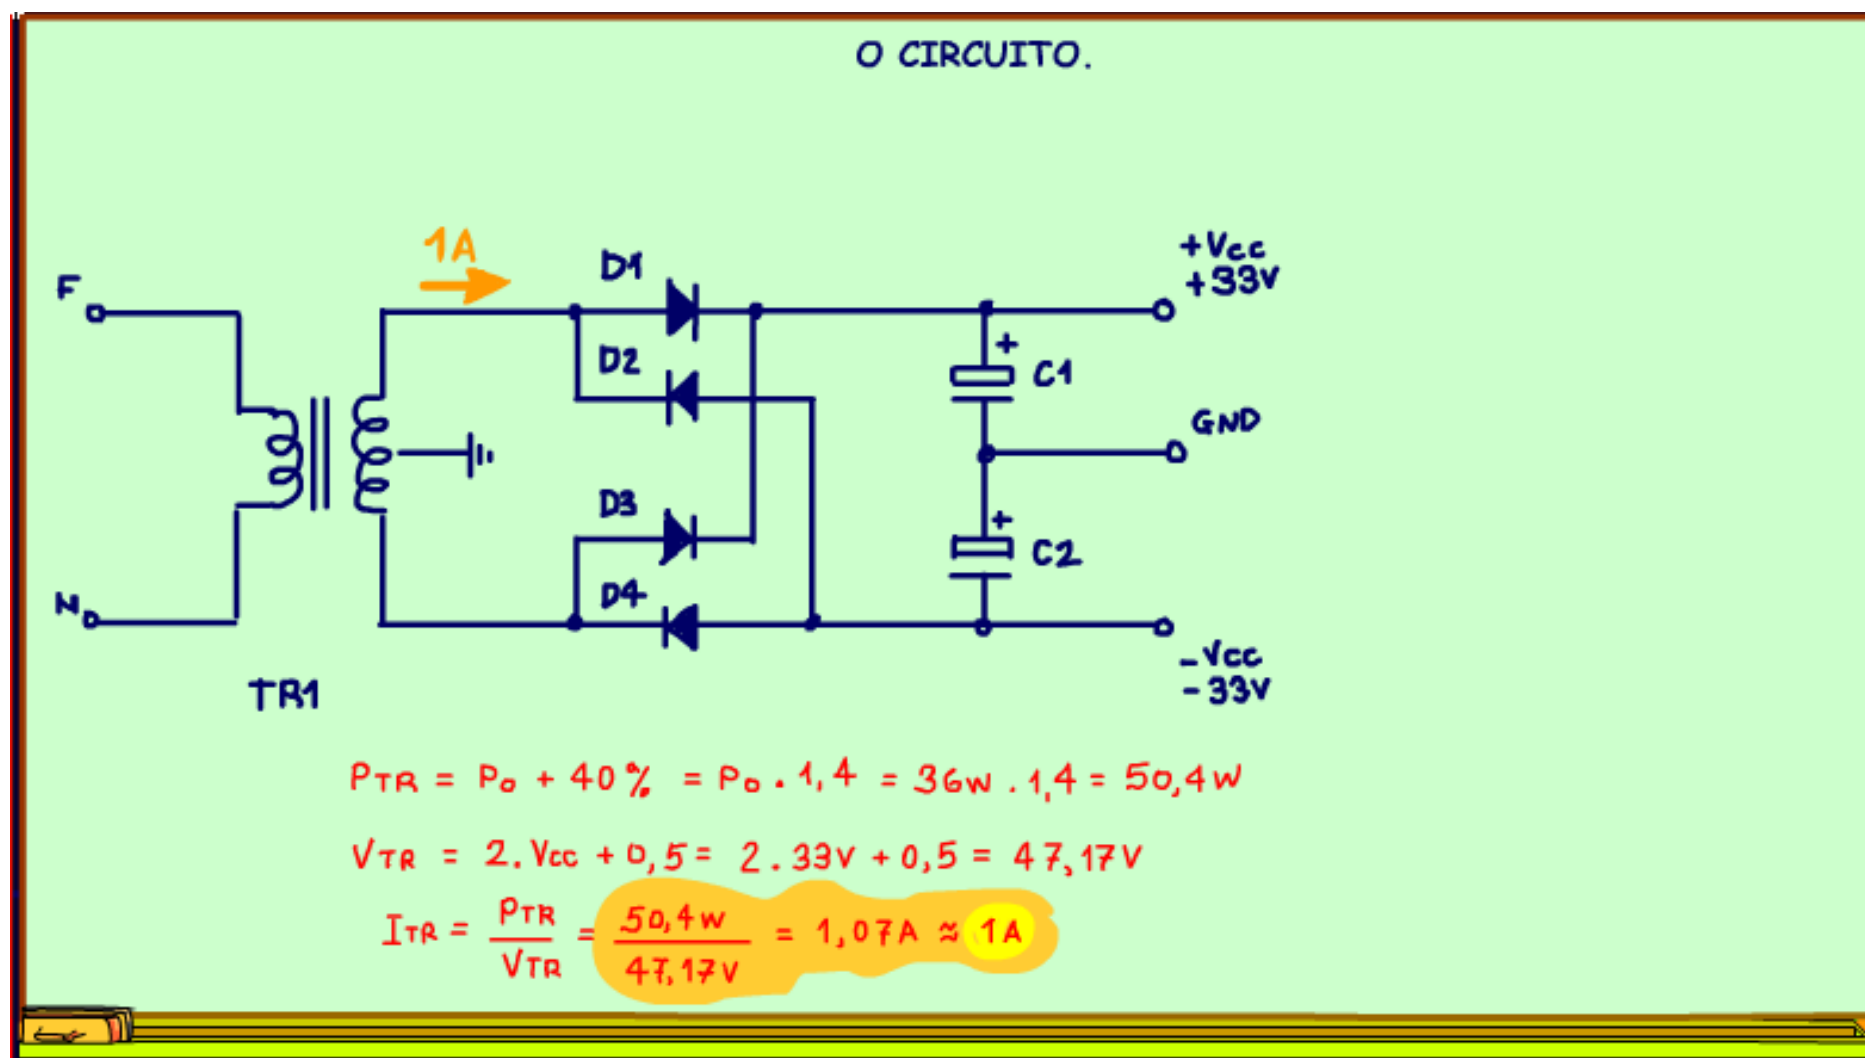 O CIRCUITO.
1A
D1
+Vcc
+33V
F
D2
+
C1
GND
D3
+
C2
D4
N
-Vcc
-33V
TR1
PTR = Po + 40% = Po . 1,4 = 36W . 1,4 = 50,4W
VTR = 2. Vcc + 0,5 = 2 . 33V + 0,5 = 47,17V
ITR = PTR/VTR = 50,4W/47,17V = 1,07A ≈ 1A